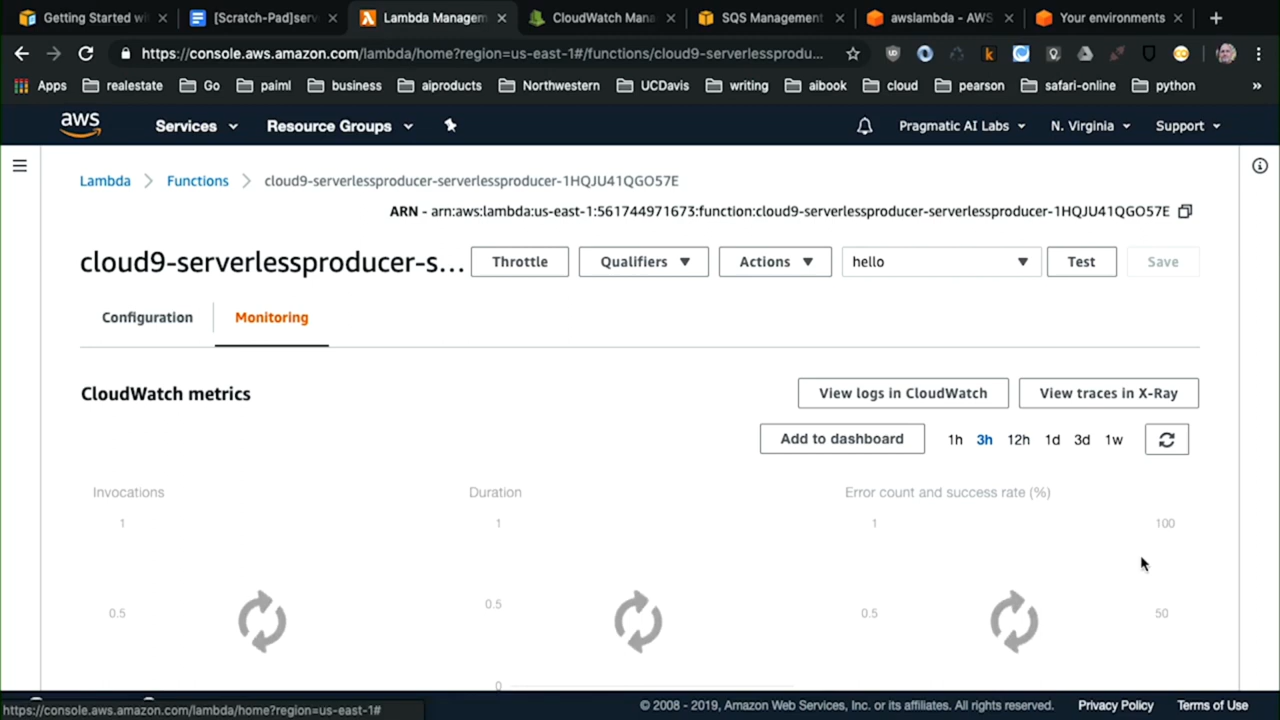 Getting Started wi
[Scratch-Pad]serv
Lambda Managem
CloudWatch Mana
SQS Management
awslambda - AWS
Your environments
https://console.aws.amazon.com/lambda/home?region=us-east-1#/functions/cloud9-serverlessprodu...
Apps realestate Go paiml business aiproducts Northwestern UCDavis writing aibook cloud pearson safari-online python »
aws Services Resource Groups Pragmatic AI Labs N. Virginia Support
Lambda Functions cloud9-serverlessproducer-serverlessproducer-1HQJU41QGO57E
ARN - arn:aws:lambda:us-east-1:561744971673:function:cloud9-serverlessproducer-serverlessproducer-1HQJU41QGO57E
cloud9-serverlessproducer-s... Throttle Qualifiers Actions hello Test Save
Configuration Monitoring
CloudWatch metrics View logs in CloudWatch View traces in X-Ray
Add to dashboard 1h 3h 12h 1d 3d 1w
Invocations Duration Error count and success rate (%)
1 1 1 100
0.5 0.5 0.5 50
0
https://console.aws.amazon.com/lambda/home?region=us-east-1#
© 2008 - 2019, Amazon Web Services, Inc. or its affiliates. All rights reserved. Privacy Policy Terms of Use